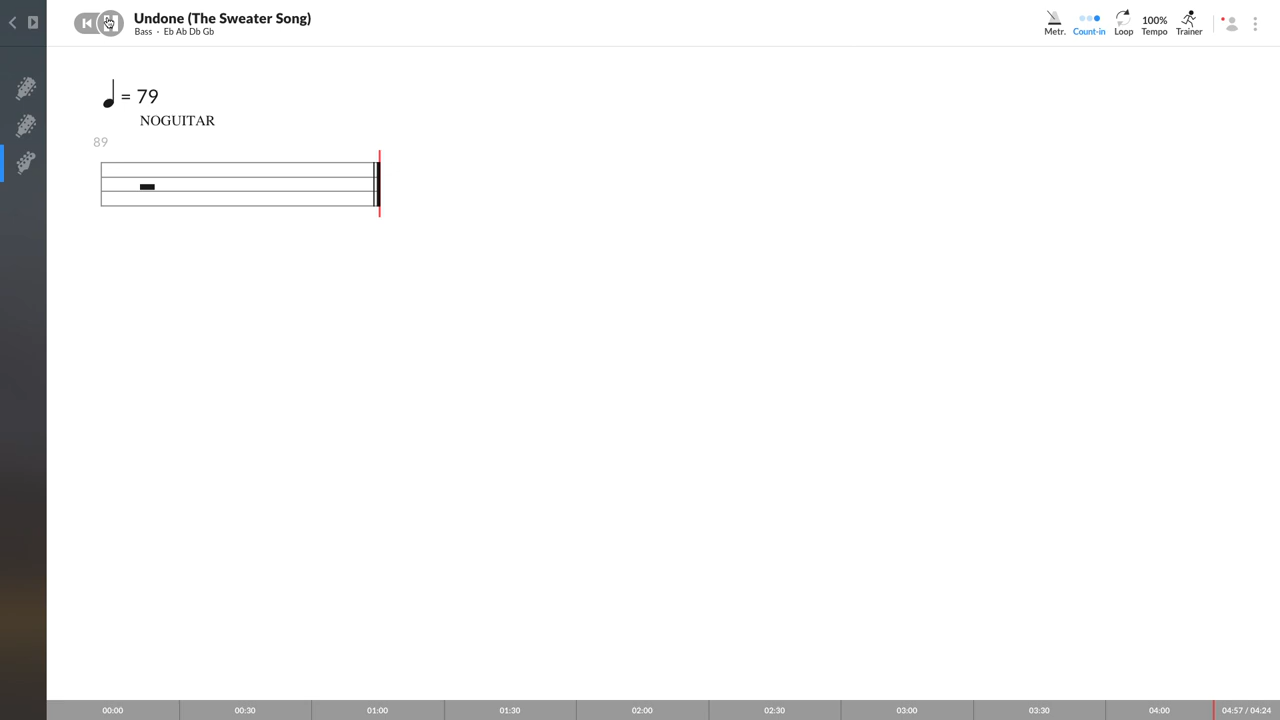 Undone (The Sweater Song)
Bass · Eb Ab Db Gb
Metr.
Count-in
Loop
100%
Tempo
Trainer
= 79
NOGUITAR
89
00:00
00:30
01:00
01:30
02:00
02:30
03:00
03:30
04:00
04:57 / 04:24